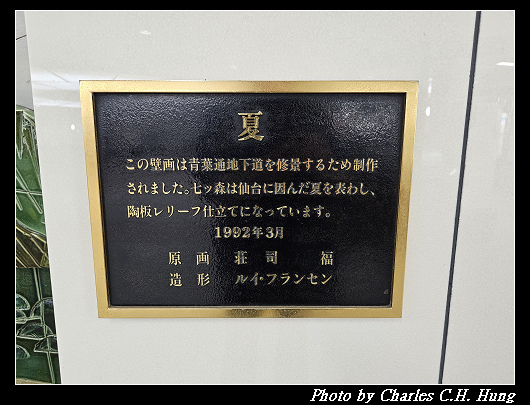 夏
この壁画は青葉通地下道を修景するため制作
されました。七ッ森は仙台に因んだ夏を表わし、
陶板レリーフ仕立てになっています。
1992年3月
原画 荘司 福
造形 ルイ・フランセン
Photo by Charles C.H. Hung